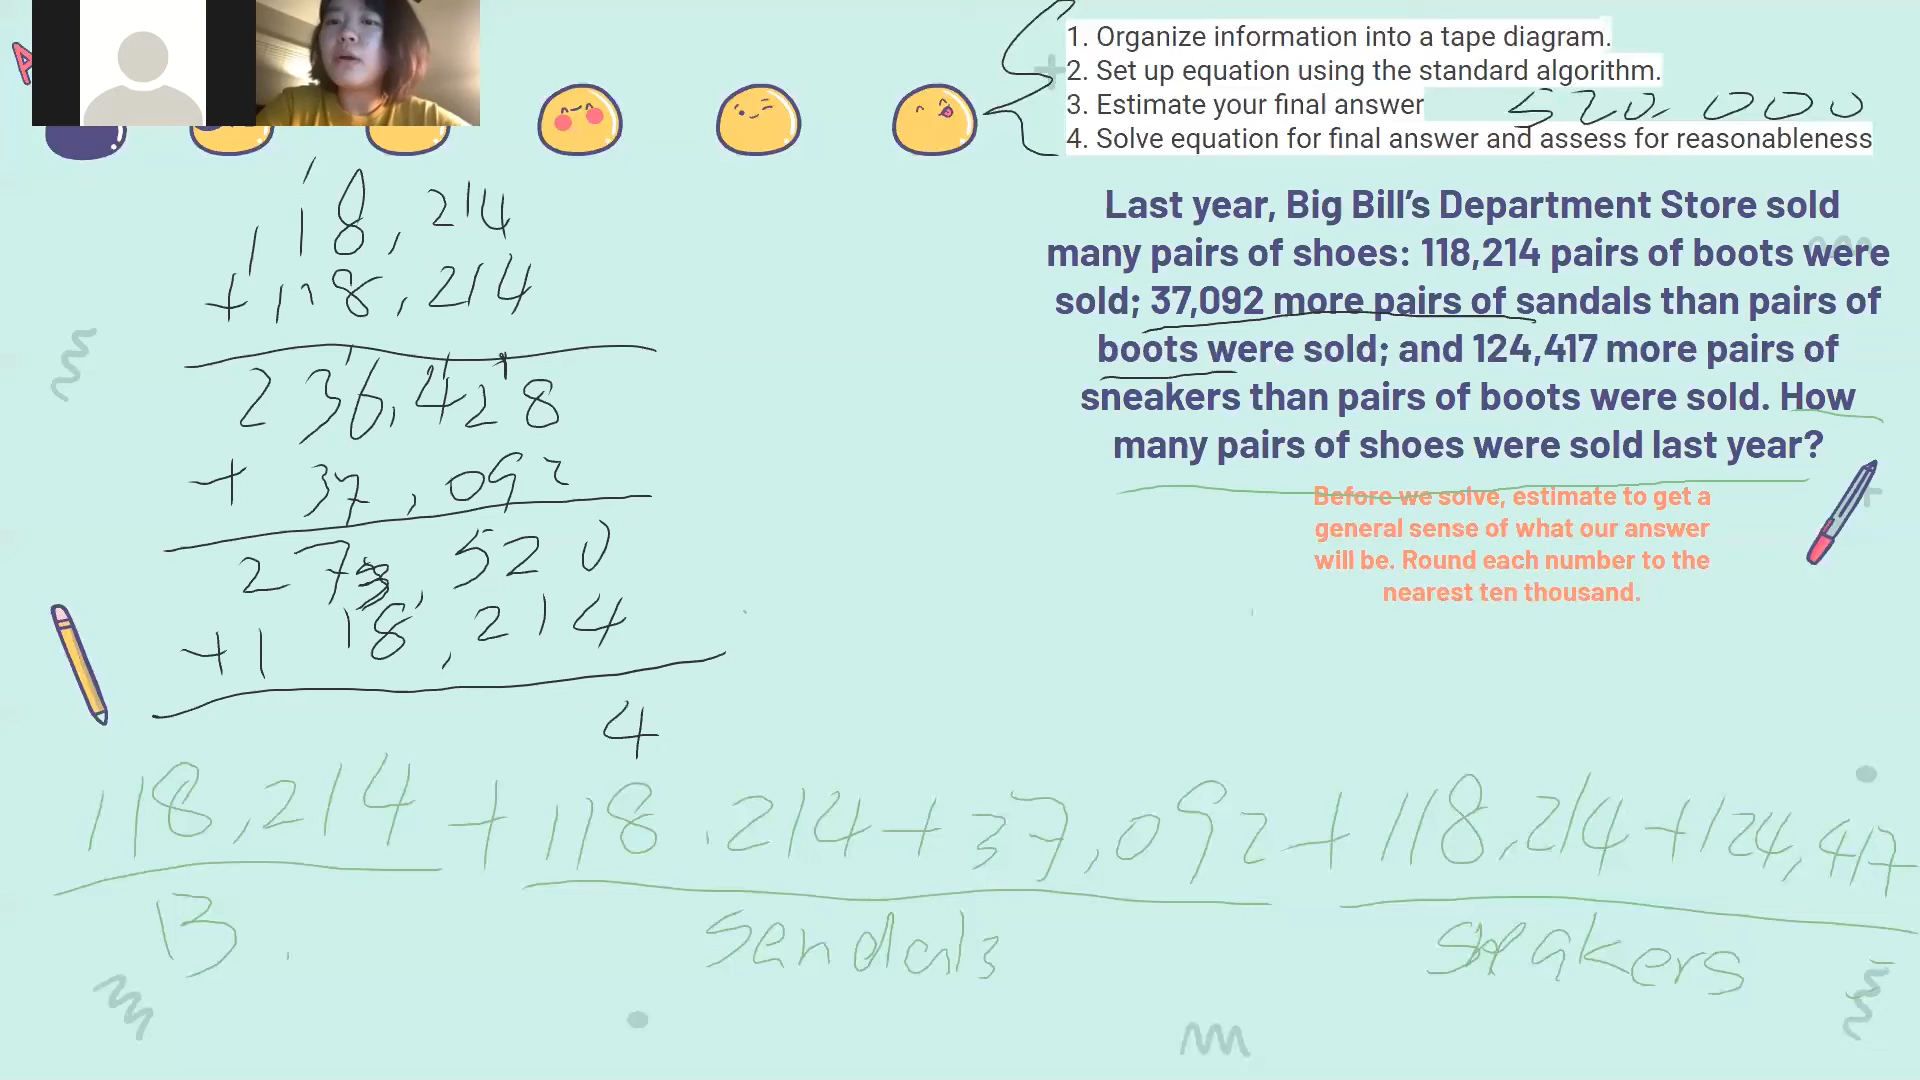 A
1. Organize information into a tape diagram.
2. Set up equation using the standard algorithm.
3. Estimate your final answer 520,000
4. Solve equation for final answer and assess for reasonableness
Last year, Big Bill's Department Store sold
many pairs of shoes: 118,214 pairs of boots were
sold; 37,092 more pairs of sandals than pairs of
boots were sold; and 124,417 more pairs of
sneakers than pairs of boots were sold. How
many pairs of shoes were sold last year?
Before we solve, estimate to get a
general sense of what our answer
will be. Round each number to the
nearest ten thousand.
118,214
+118,214
236,428
+ 37,092
273,520
+118,214
4
118,214 + 118.214 + 37,092 + 118,214 + 124,417
B. Sandals